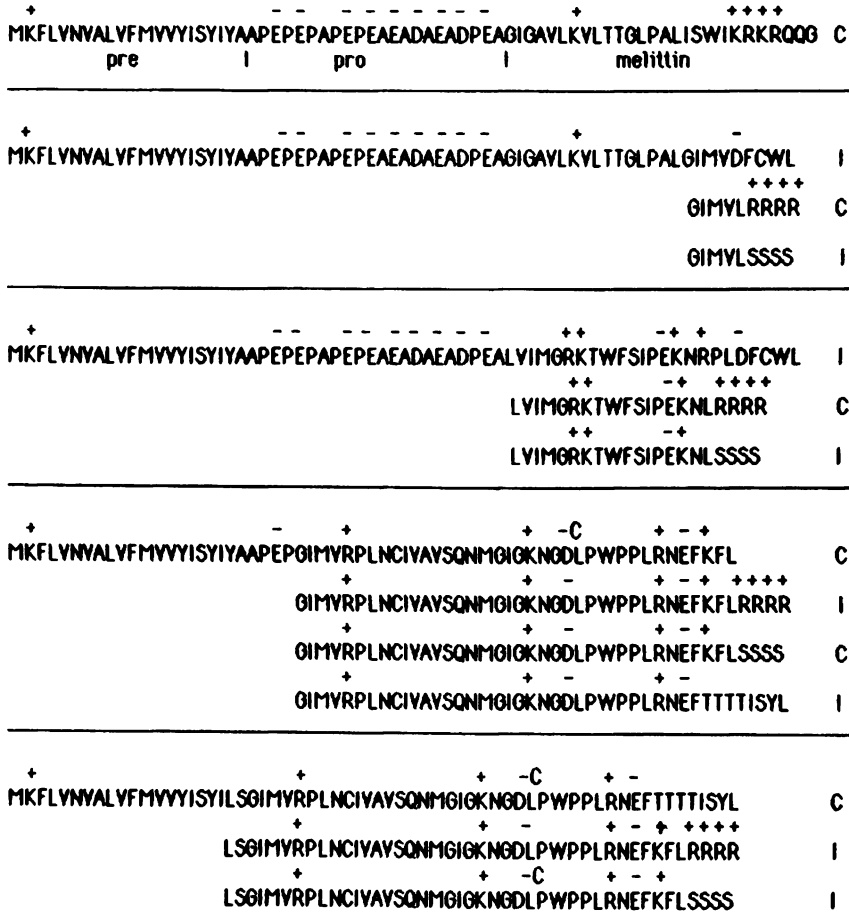 + - - - - - - - - - + ++++
MKFLVNVALVFMVVYISYIYAAPEPEPAPEPEAEADAEADPEAGIGAVLKVLTTGLPALISWIKRKRQQG C
pre I pro I melittin
+ - - - - - - - - - + -
MKFLVNVALVFMVVYISYIYAAPEPEPAPEPEAEADAEADPEAGIGAVLKVLTTGLPALGIMVDFCWL I
++++
GIMVLRRRR C
GIMVLSSSS I
+ - - - - - - - - - ++ -+ + -
MKFLVNVALVFMVVYISYIYAAPEPEPAPEPEAEADAEADPEALVIMGRKTWFSIPEKNRPLDFCWL I
++ -+ ++++
LVIMGRKTWFSIPEKNLRRRR C
++ -+
LVIMGRKTWFSIPEKNLSSSS I
+ - + + -C + - +
MKFLVNVALVFMVVYISYIYAAPEPGIMVRPLNCIVAVSQNMGIGKNGDLPWPPLRNEFKFL C
+ + - + - + ++++
GIMVRPLNCIVAVSQNMGIGKNGDLPWPPLRNEFKFLRRRR I
+ + - + - +
GIMVRPLNCIVAVSQNMGIGKNGDLPWPPLRNEFKFLSSSS C
+ + - + -
GIMVRPLNCIVAVSQNMGIGKNGDLPWPPLRNEFTTTTISYL I
+ + + -C + -
MKFLVNVALVFMVVYISYILSGIMVRPLNCIVAVSQNMGIGKNGDLPWPPLRNEFTTTTISYL C
+ + - + - + ++++
LSGIMVRPLNCIVAVSQNMGIGKNGDLPWPPLRNEFKFLRRRR I
+ + -C + - +
LSGIMVRPLNCIVAVSQNMGIGKNGDLPWPPLRNEFKFLSSSS I